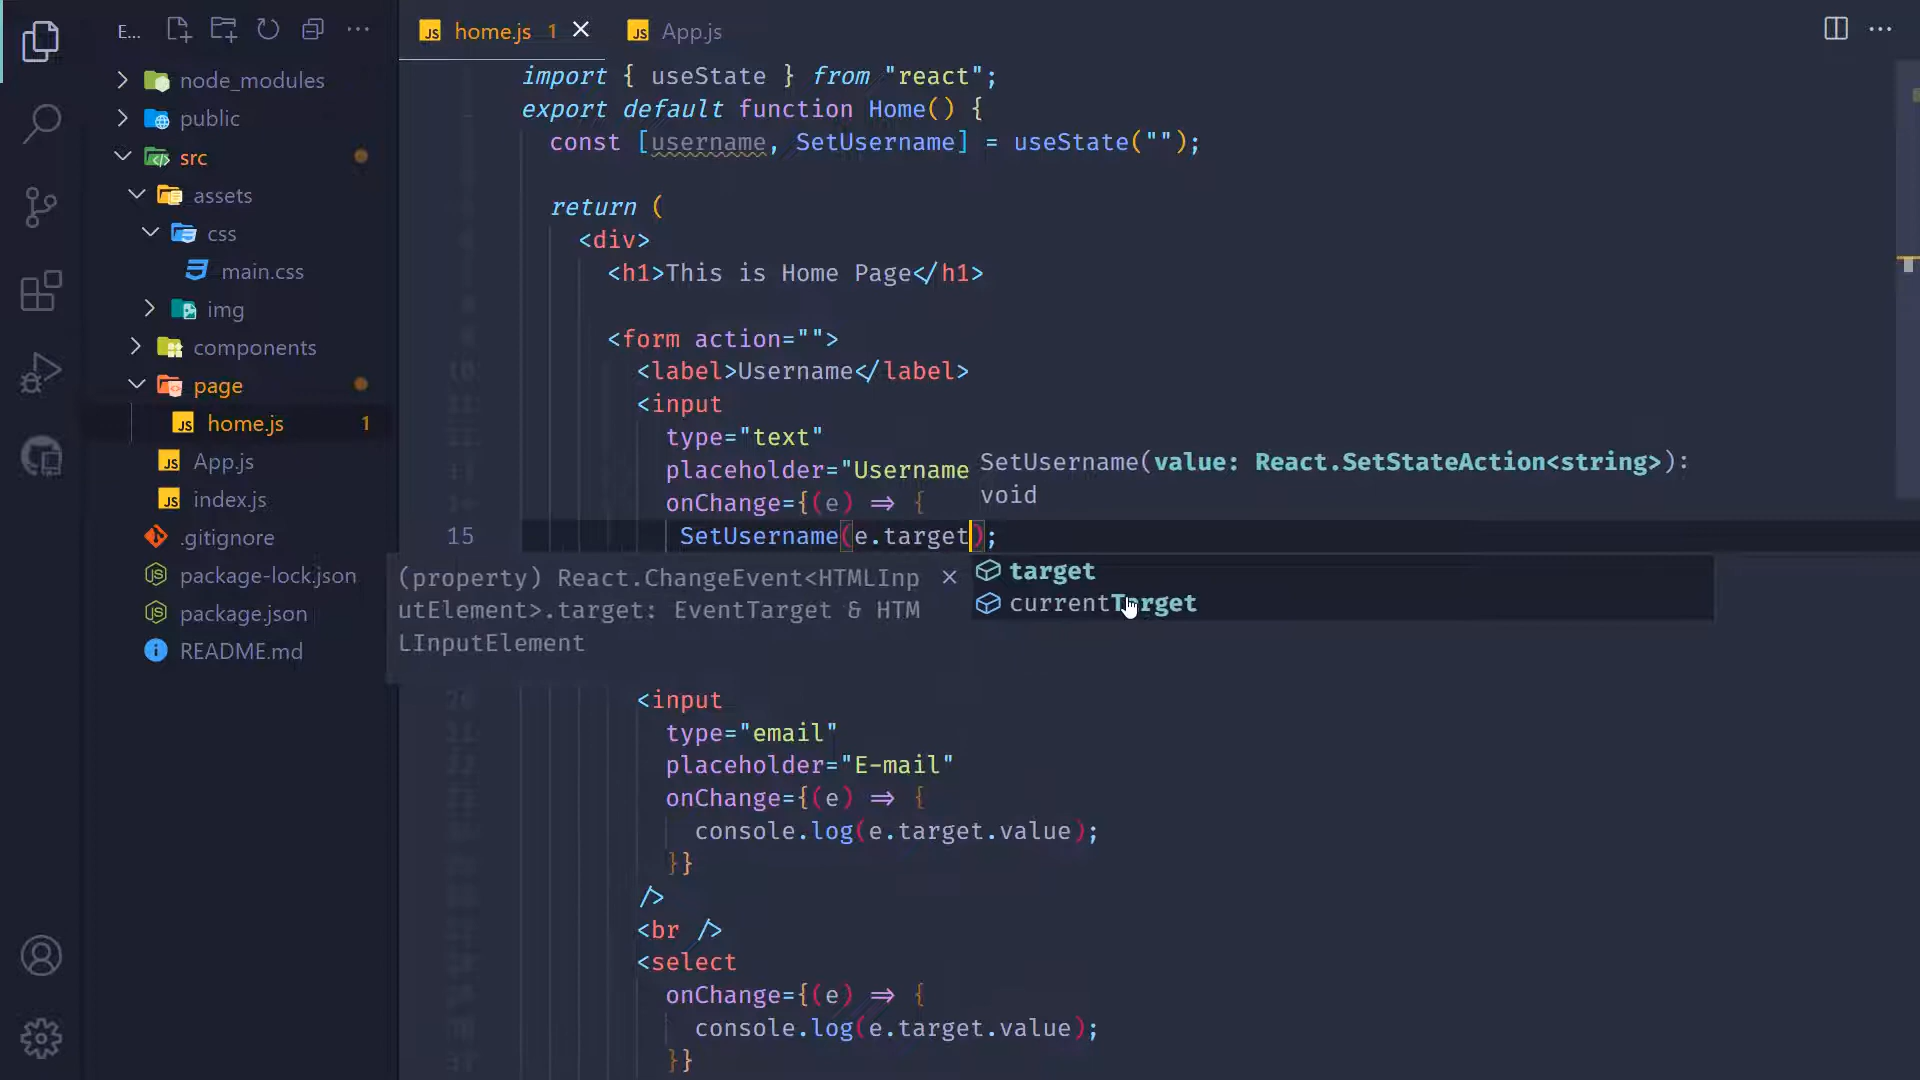 E...
node_modules
public
src
assets
css
main.css
img
components
page
home.js 1
App.js
index.js
.gitignore
package-lock.json
package.json
README.md
home.js 1
App.js
import { useState } from "react";
export default function Home() {
const [username, SetUsername] = useState("");
return (
<div>
<h1>This is Home Page</h1>
<form action="">
<label>Username</label>
<input
type="text"
placeholder="Username
onChange={(e) => {
15 SetUsername(e.target);
SetUsername(value: React.SetStateAction<string>):
void
(property) React.ChangeEvent<HTMLInp
utElement>.target: EventTarget & HTM
LInputElement
target
currentTarget
<input
type="email"
placeholder="E-mail"
onChange={(e) => {
console.log(e.target.value);
}}
/>
<br />
<select
onChange={(e) => {
console.log(e.target.value);
}}